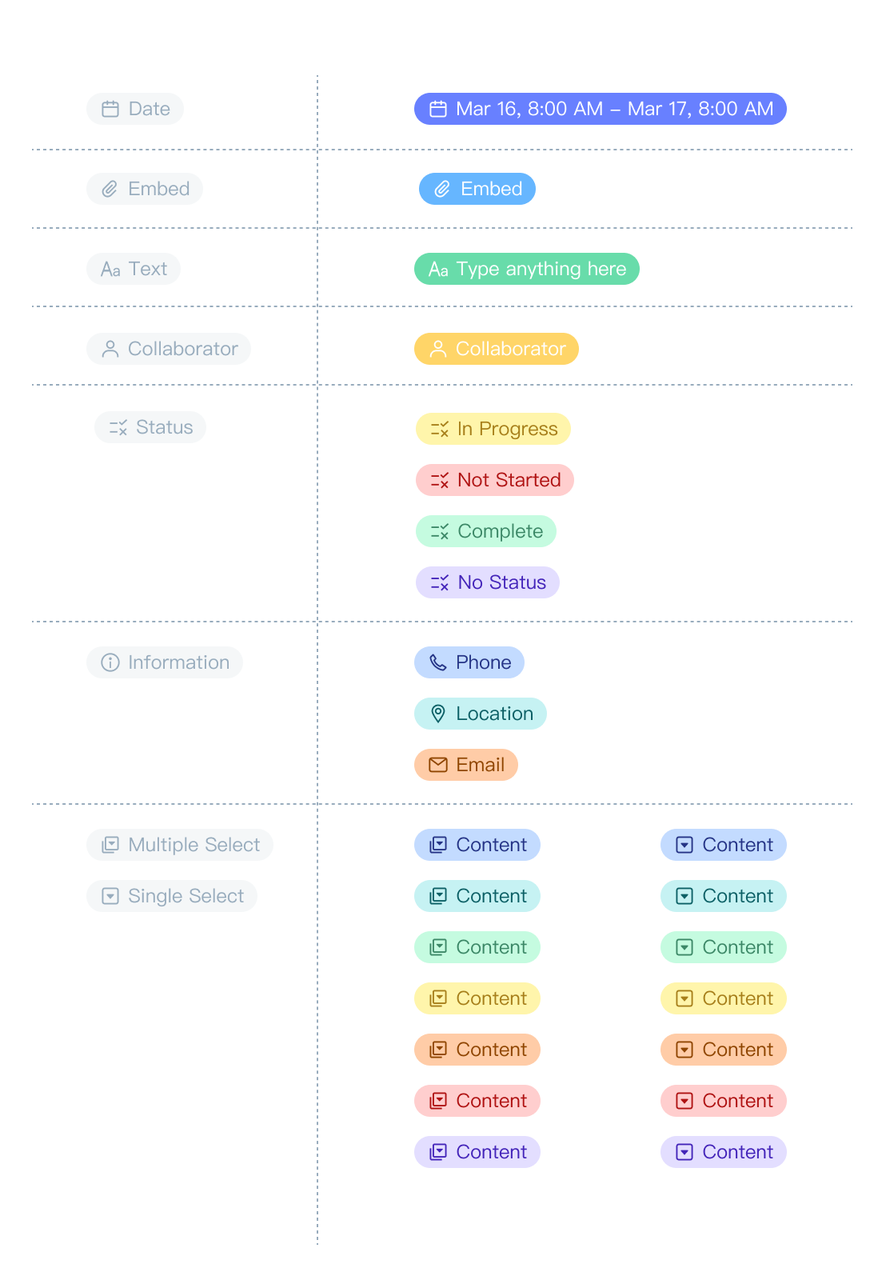 Date
Mar 16, 8:00 AM – Mar 17, 8:00 AM
Embed
Embed
Aa Text
Aa Type anything here
Collaborator
Collaborator
Status
In Progress
Not Started
Complete
No Status
Information
Phone
Location
Email
Multiple Select
Single Select
Content
Content
Content
Content
Content
Content
Content
Content
Content
Content
Content
Content
Content
Content